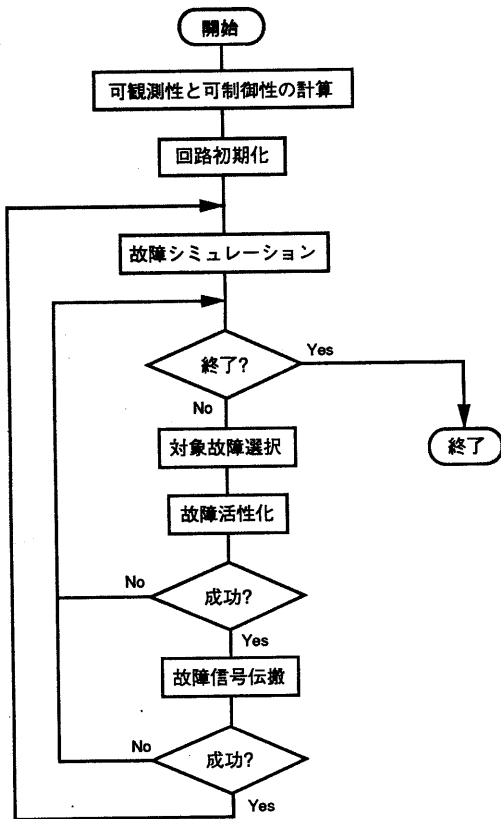 開始
可観測性と可制御性の計算
回路初期化
故障シミュレーション
終了?
Yes
No
終了
対象故障選択
故障活性化
No
成功?
Yes
故障信号伝搬
No
成功?
Yes